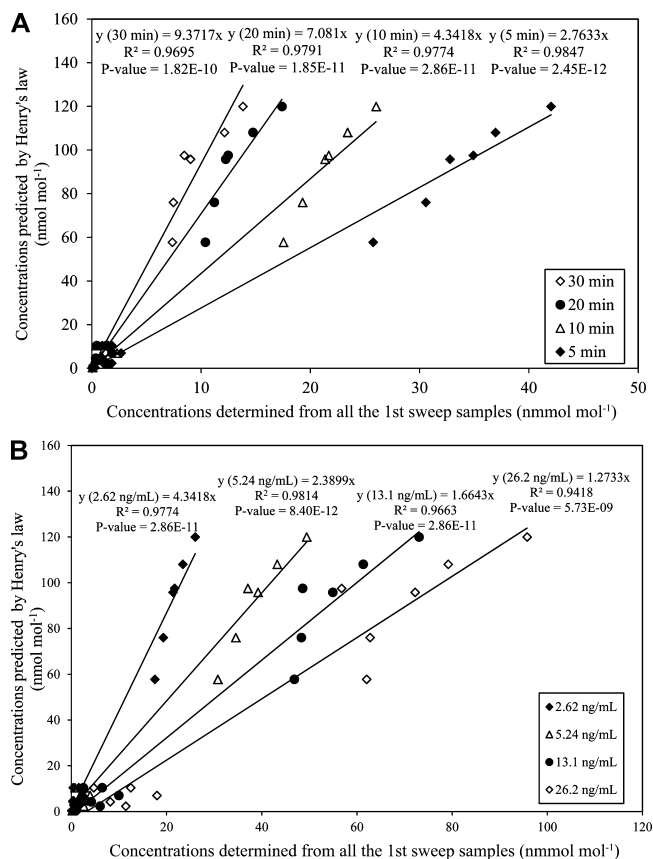 A
y (30 min) = 9.3717x
R² = 0.9695
P-value = 1.82E-10
y (20 min) = 7.081x
R² = 0.9791
P-value = 1.85E-11
y (10 min) = 4.3418x
R² = 0.9774
P-value = 2.86E-11
y (5 min) = 2.7633x
R² = 0.9847
P-value = 2.45E-12
160
140
120
100
80
60
40
20
0
Concentrations predicted by Henry's law
(nmol mol⁻¹)
30 min
20 min
10 min
5 min
0 10 20 30 40 50
Concentrations determined from all the 1st sweep samples (nmmol mol⁻¹)
B
y (2.62 ng/mL) = 4.3418x
R² = 0.9774
P-value = 2.86E-11
y (5.24 ng/mL) = 2.3899x
R² = 0.9814
P-value = 8.40E-12
y (13.1 ng/mL) = 1.6643x
R² = 0.9663
P-value = 2.86E-11
y (26.2 ng/mL) = 1.2733x
R² = 0.9418
P-value = 5.73E-09
160
140
120
100
80
60
40
20
0
Concentrations predicted by Henry's law
(nmol mol⁻¹)
2.62 ng/mL
5.24 ng/mL
13.1 ng/mL
26.2 ng/mL
0 20 40 60 80 100 120
Concentrations determined from all the 1st sweep samples (nmmol mol⁻¹)